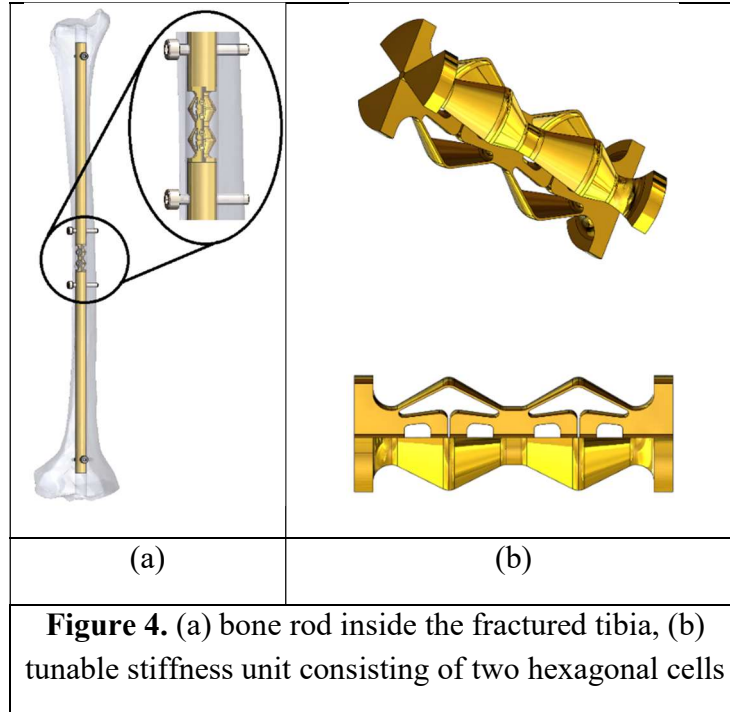 (a)
(b)
Figure 4. (a) bone rod inside the fractured tibia, (b)
tunable stiffness unit consisting of two hexagonal cells